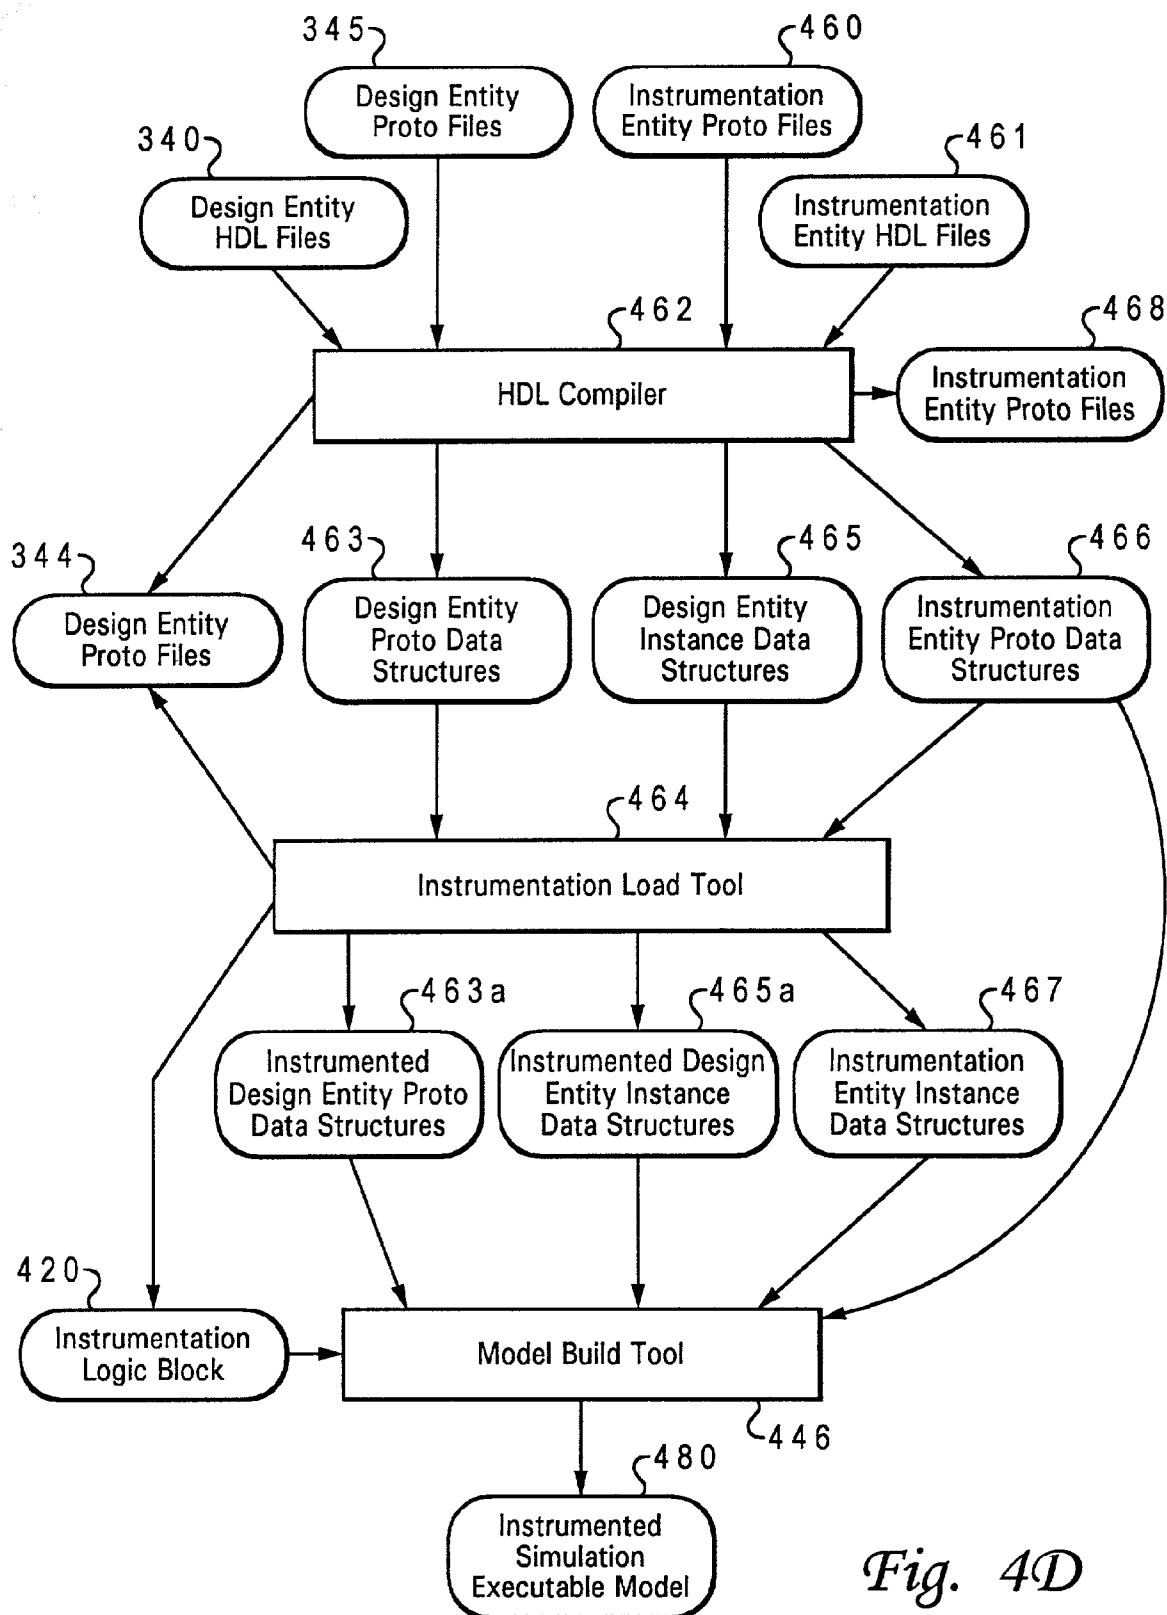 345
460
Design Entity
Proto Files
Instrumentation
Entity Proto Files
340
461
Design Entity
HDL Files
Instrumentation
Entity HDL Files
462
468
HDL Compiler
Instrumentation
Entity Proto Files
344
463
465
466
Design Entity
Proto Files
Design Entity
Proto Data
Structures
Design Entity
Instance Data
Structures
Instrumentation
Entity Proto Data
Structures
464
Instrumentation Load Tool
463a
465a
467
Instrumented
Design Entity Proto
Data Structures
Instrumented Design
Entity Instance
Data Structures
Instrumentation
Entity Instance
Data Structures
420
Instrumentation
Logic Block
Model Build Tool
446
480
Instrumented
Simulation
Executable Model
Fig. 4D